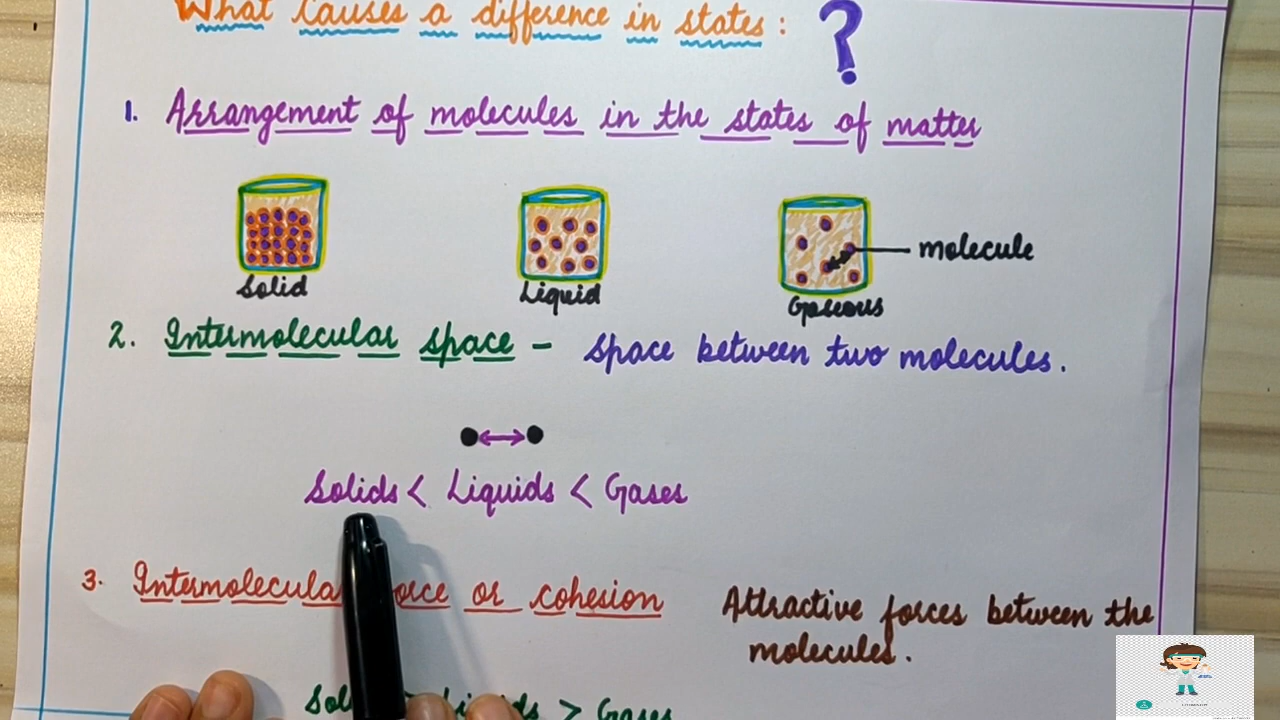 What causes a difference in states : ?
1. Arrangement of molecules in the states of matter
Solid
Liquid
Gaseous
molecule
2. Intermolecular space - space between two molecules.
Solids < Liquids < Gases
3. Intermolecular force or cohesion
Attractive forces between the
molecules.
> Gases